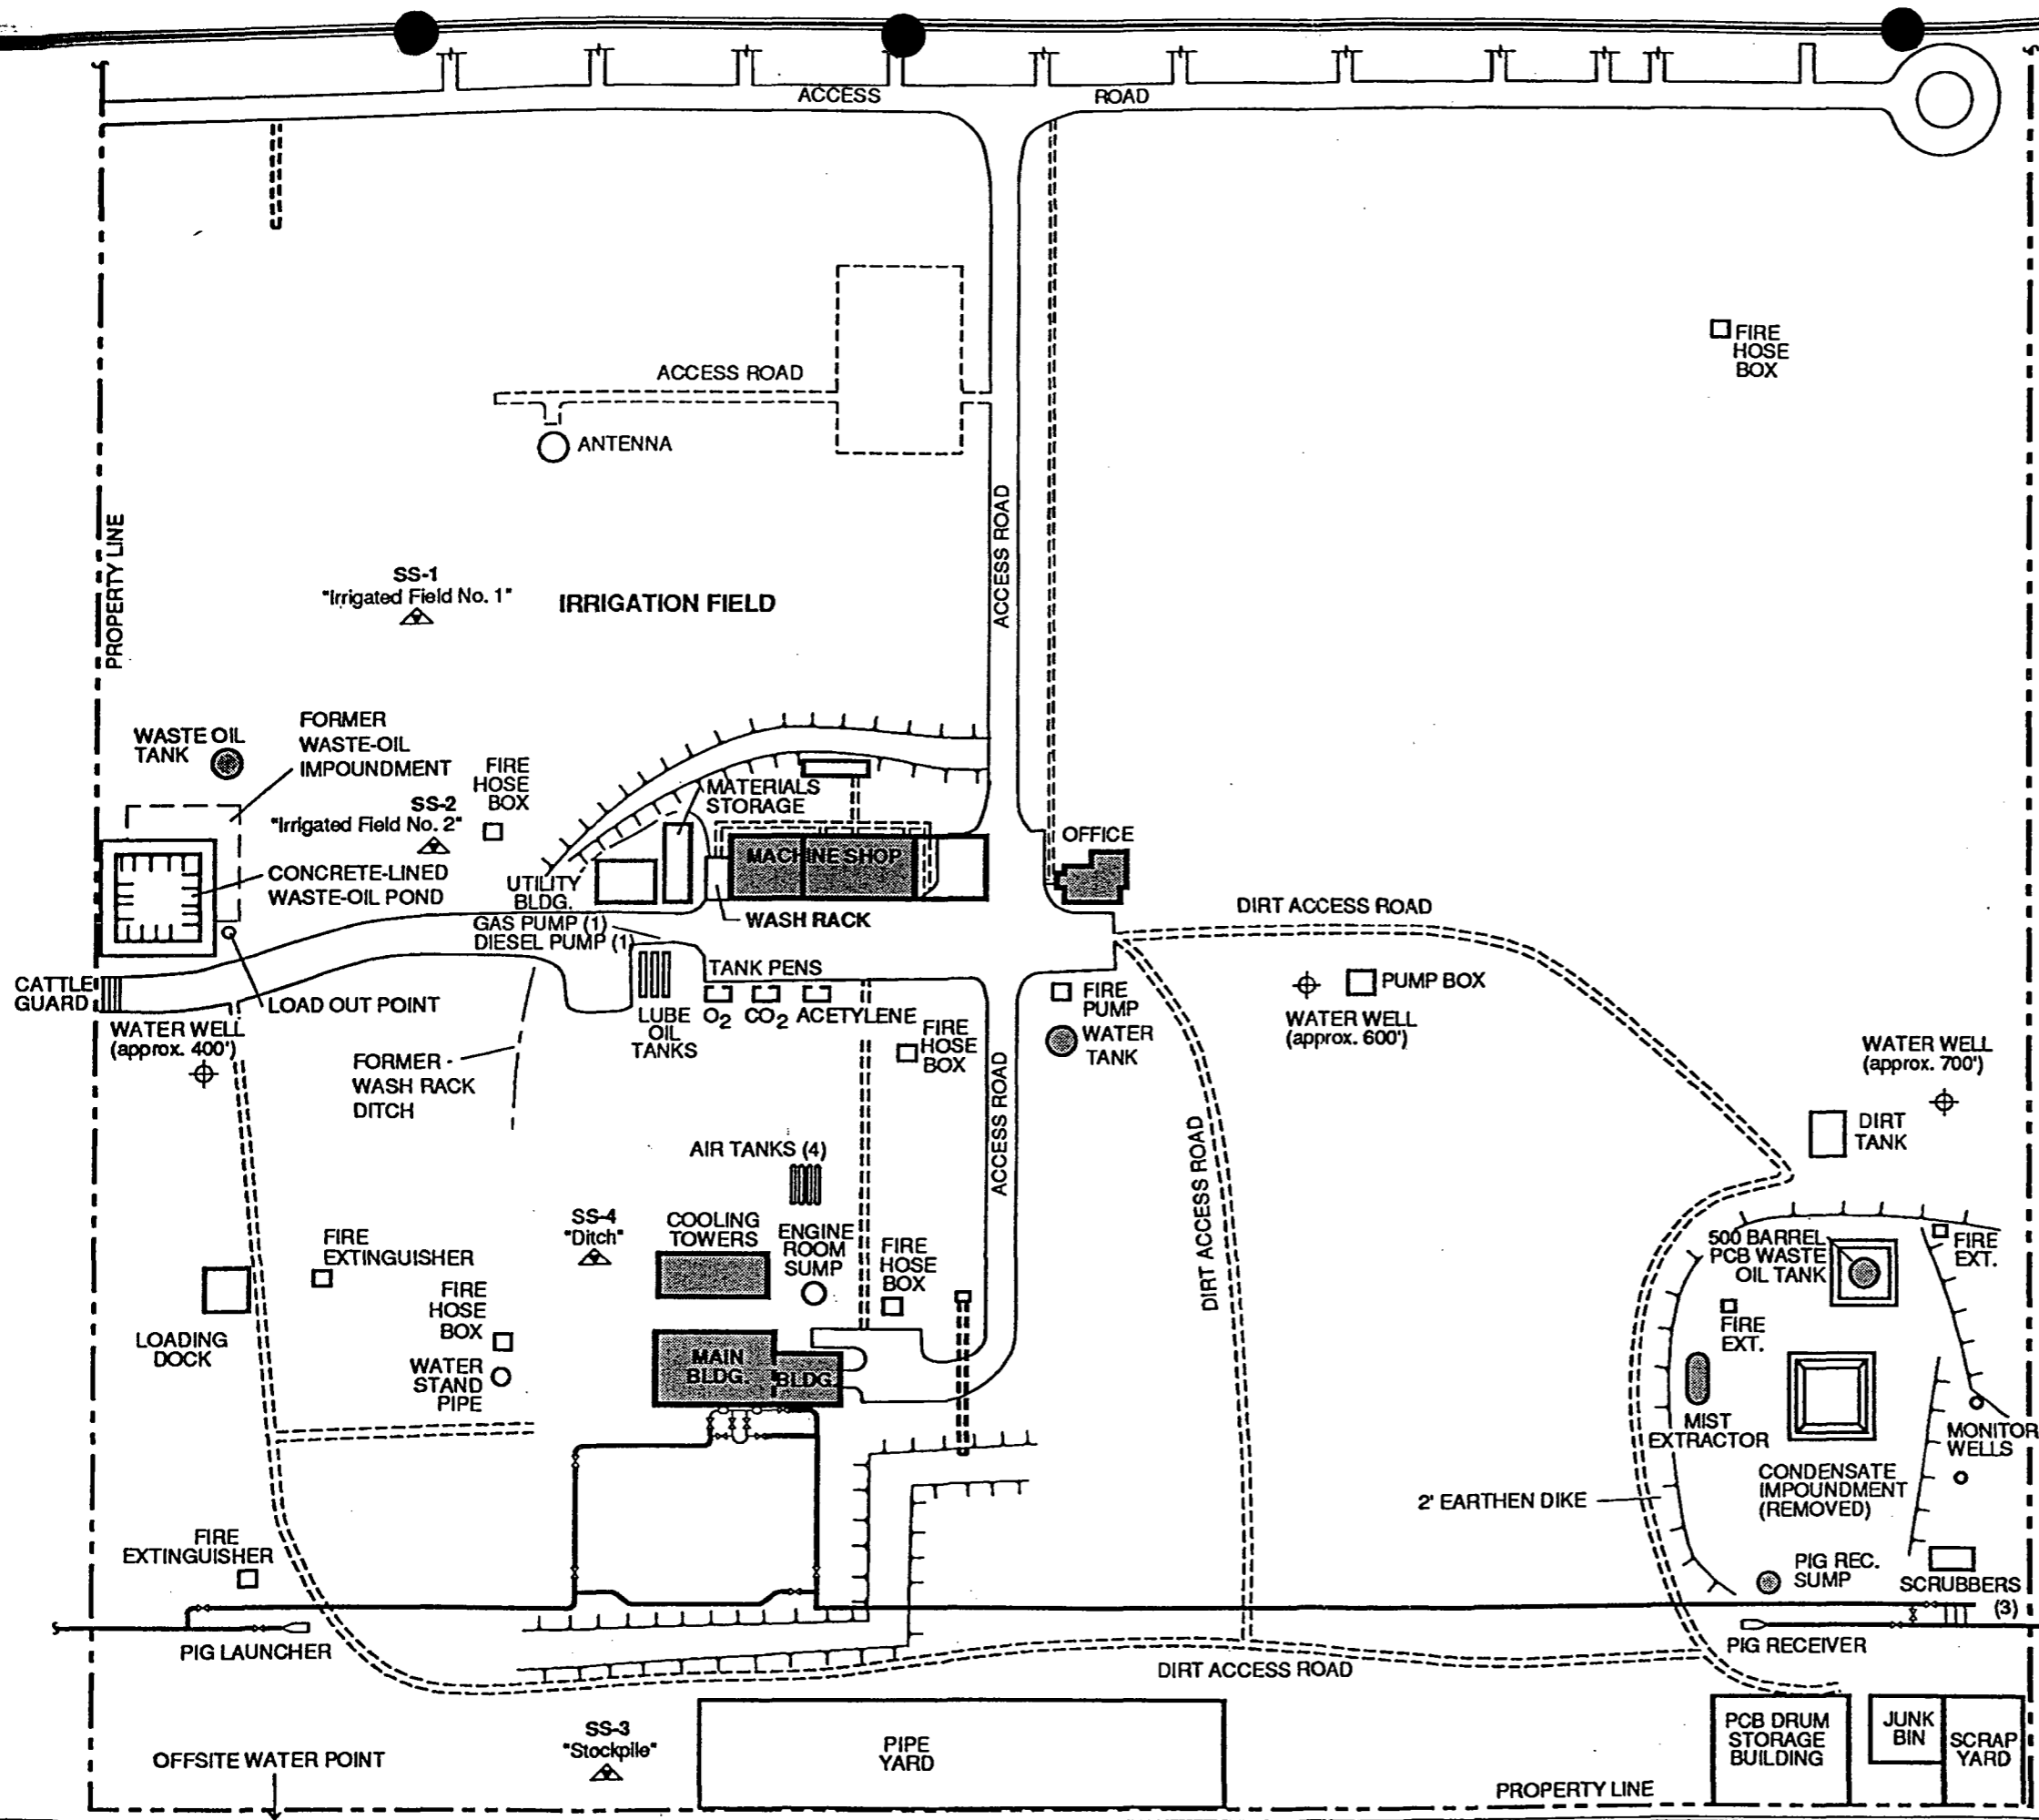 ACCESS ROAD
FIRE
HOSE
BOX
ACCESS ROAD
ANTENNA
ACCESS ROAD
PROPERTY LINE
SS-1
"Irrigated Field No. 1"
IRRIGATION FIELD
WASTE OIL
TANK
FORMER
WASTE-OIL
IMPOUNDMENT
FIRE
HOSE
BOX
SS-2
"Irrigated Field No. 2"
MATERIALS
STORAGE
MACHINE SHOP
OFFICE
CONCRETE-LINED
WASTE-OIL POND
UTILITY
BLDG.
GAS PUMP (1)
DIESEL PUMP (1)
WASH RACK
DIRT ACCESS ROAD
CATTLE
GUARD
LOAD OUT POINT
TANK PENS
LUBE
OIL
TANKS
O2 CO2 ACETYLENE
FIRE
PUMP
WATER
TANK
PUMP BOX
WATER WELL
(approx. 600')
WATER WELL
(approx. 400')
FORMER
WASH RACK
DITCH
FIRE
HOSE
BOX
ACCESS ROAD
WATER WELL
(approx. 700')
DIRT
TANK
AIR TANKS (4)
DIRT ACCESS ROAD
SS-4
"Ditch"
COOLING
TOWERS
ENGINE
ROOM
SUMP
FIRE
HOSE
BOX
FIRE
EXTINGUISHER
FIRE
HOSE
BOX
500 BARREL
PCB WASTE
OIL TANK
FIRE
EXT.
FIRE
EXT.
LOADING
DOCK
WATER
STAND
PIPE
MAIN
BLDG.
BLDG.
MIST
EXTRACTOR
MONITOR
WELLS
CONDENSATE
IMPOUNDMENT
(REMOVED)
2' EARTHEN DIKE
FIRE
EXTINGUISHER
PIG REC.
SUMP
SCRUBBERS
(3)
PIG LAUNCHER
PIG RECEIVER
DIRT ACCESS ROAD
SS-3
"Stockpile"
PIPE
YARD
PCB DRUM
STORAGE
BUILDING
JUNK
BIN
SCRAP
YARD
OFFSITE WATER POINT
PROPERTY LINE